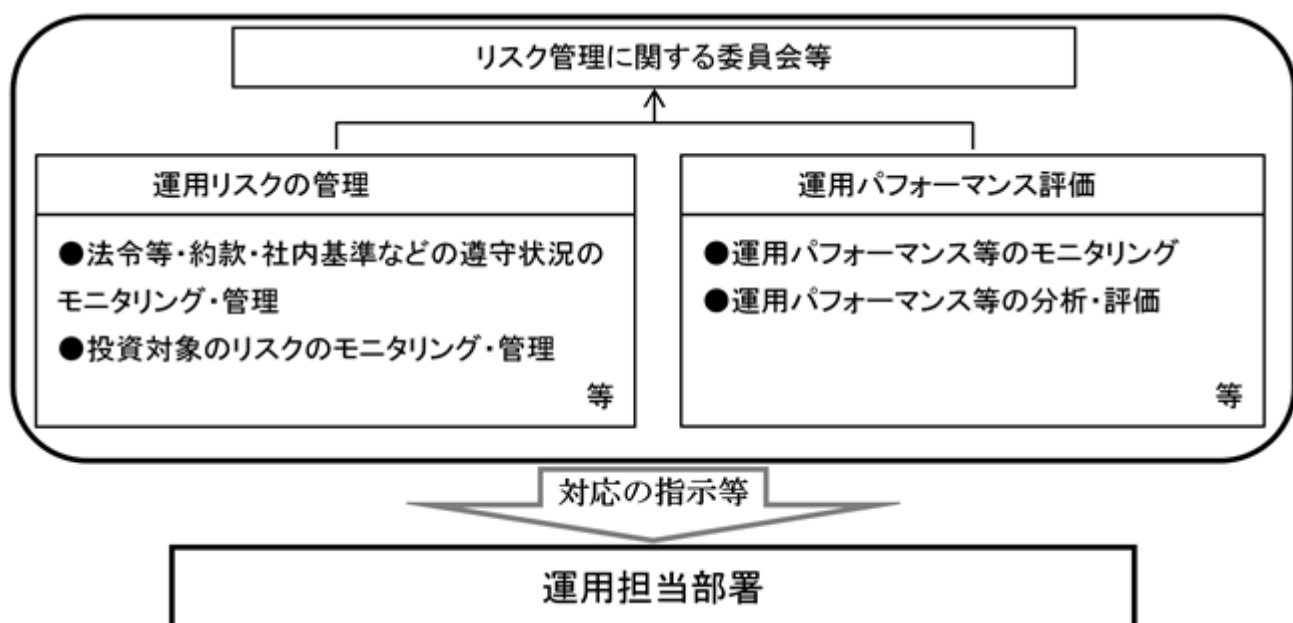 リスク管理に関する委員会等
運用リスクの管理
●法令等・約款・社内基準などの遵守状況の
モニタリング・管理
●投資対象のリスクのモニタリング・管理
等
運用パフォーマンス評価
●運用パフォーマンス等のモニタリング
●運用パフォーマンス等の分析・評価
等
対応の指示等
運用担当部署